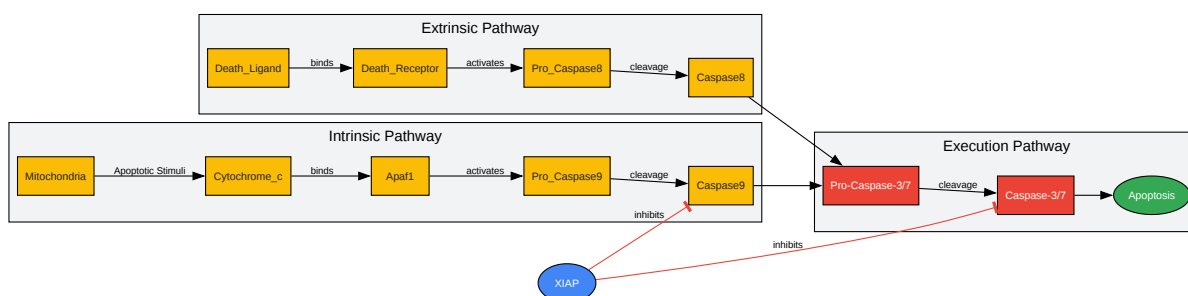 Extrinsic Pathway
Death_Ligand
binds
Death_Receptor
activates
Pro_Caspase8
cleavage
Caspase8
Intrinsic Pathway
Mitochondria
Apoptotic Stimuli
Cytochrome_c
binds
Apaf1
activates
Pro_Caspase9
cleavage
Caspase9
Execution Pathway
Pro-Caspase-3/7
cleavage
Caspase-3/7
Apoptosis
inhibits
inhibits
XIAP